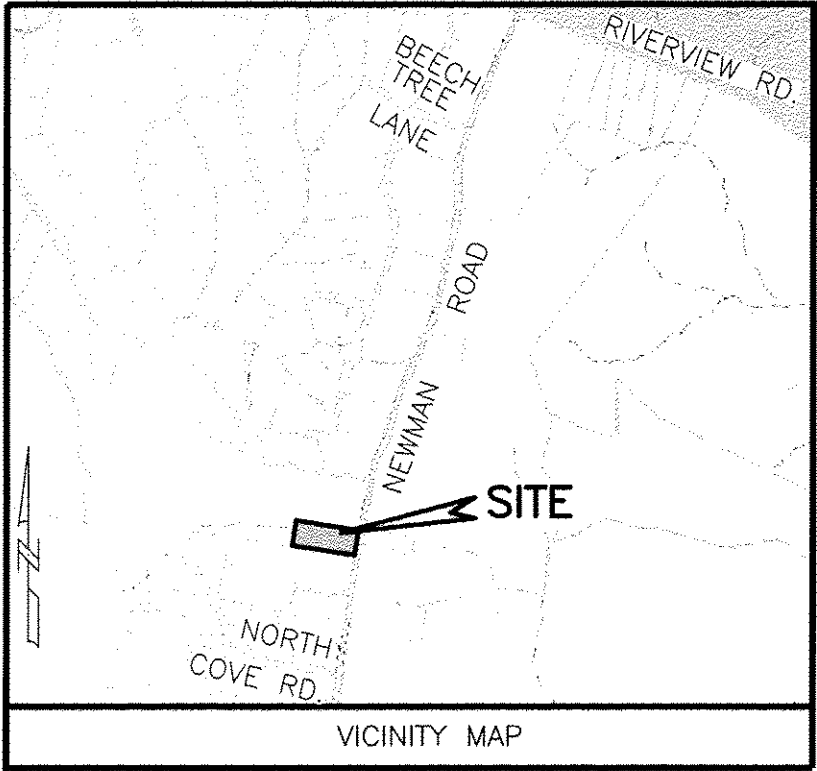 RIVERVIEW RD.
BEECH
TREE
LANE
NEWMAN ROAD
SITE
NORTH
COVE RD.
VICINITY MAP